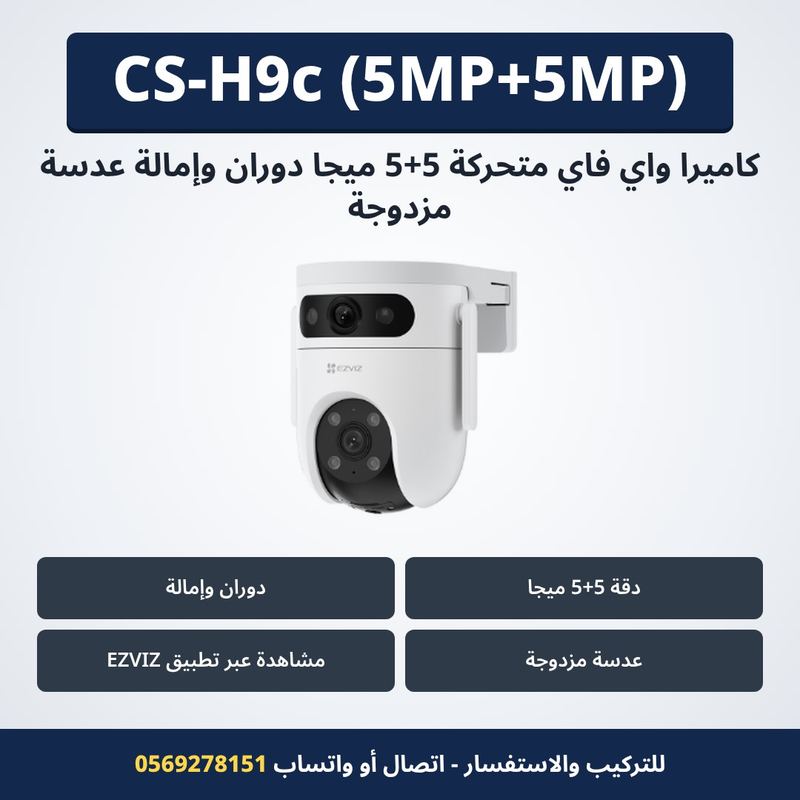 CS-H9c (5MP+5MP)
كاميرا واي فاي متحركة 5+5 ميجا دوران وإمالة عدسة
مزدوجة
EZVIZ
دقة 5+5 ميجا
دوران وإمالة
عدسة مزدوجة
مشاهدة عبر تطبيق EZVIZ
للتركيب والاستفسار - اتصال أو واتساب 0569278151